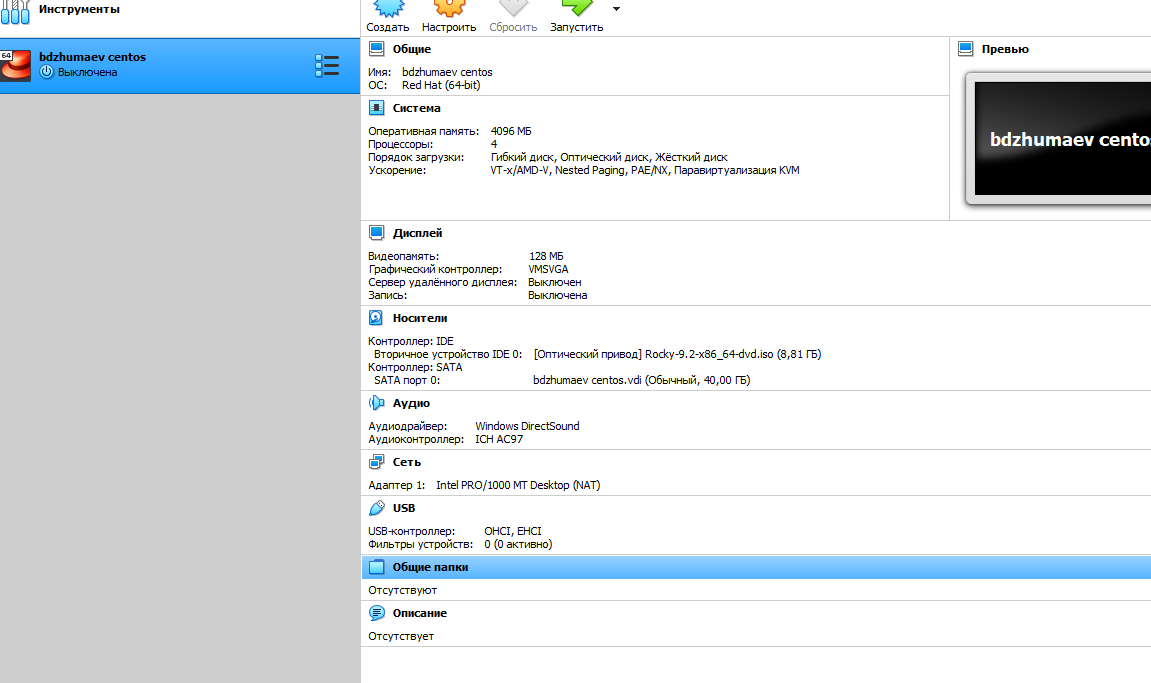 Инструменты
Создать Настроить Сбросить Запустить
64
bdzhumaev centos
Выключена
Общие
Имя: bdzhumaev centos
ОС: Red Hat (64-bit)
Превью
bdzhumaev centos
Система
Оперативная память: 4096 МБ
Процессоры: 4
Порядок загрузки: Гибкий диск, Оптический диск, Жёсткий диск
Ускорение: VT-x/AMD-V, Nested Paging, PAE/NX, Паравиртуализация KVM
Дисплей
Видеопамять: 128 МБ
Графический контроллер: VMSVGA
Сервер удалённого дисплея: Выключен
Запись: Выключена
Носители
Контроллер: IDE
Вторичное устройство IDE 0: [Оптический привод] Rocky-9.2-x86_64-dvd.iso (8,81 ГБ)
Контроллер: SATA
SATA порт 0: bdzhumaev centos.vdi (Обычный, 40,00 ГБ)
Аудио
Аудиодрайвер: Windows DirectSound
Аудиоконтроллер: ICH AC97
Сеть
Адаптер 1: Intel PRO/1000 MT Desktop (NAT)
USB
USB-контроллер: OHCI, EHCI
Фильтры устройств: 0 (0 активно)
Общие папки
Отсутствуют
Описание
Отсутствует